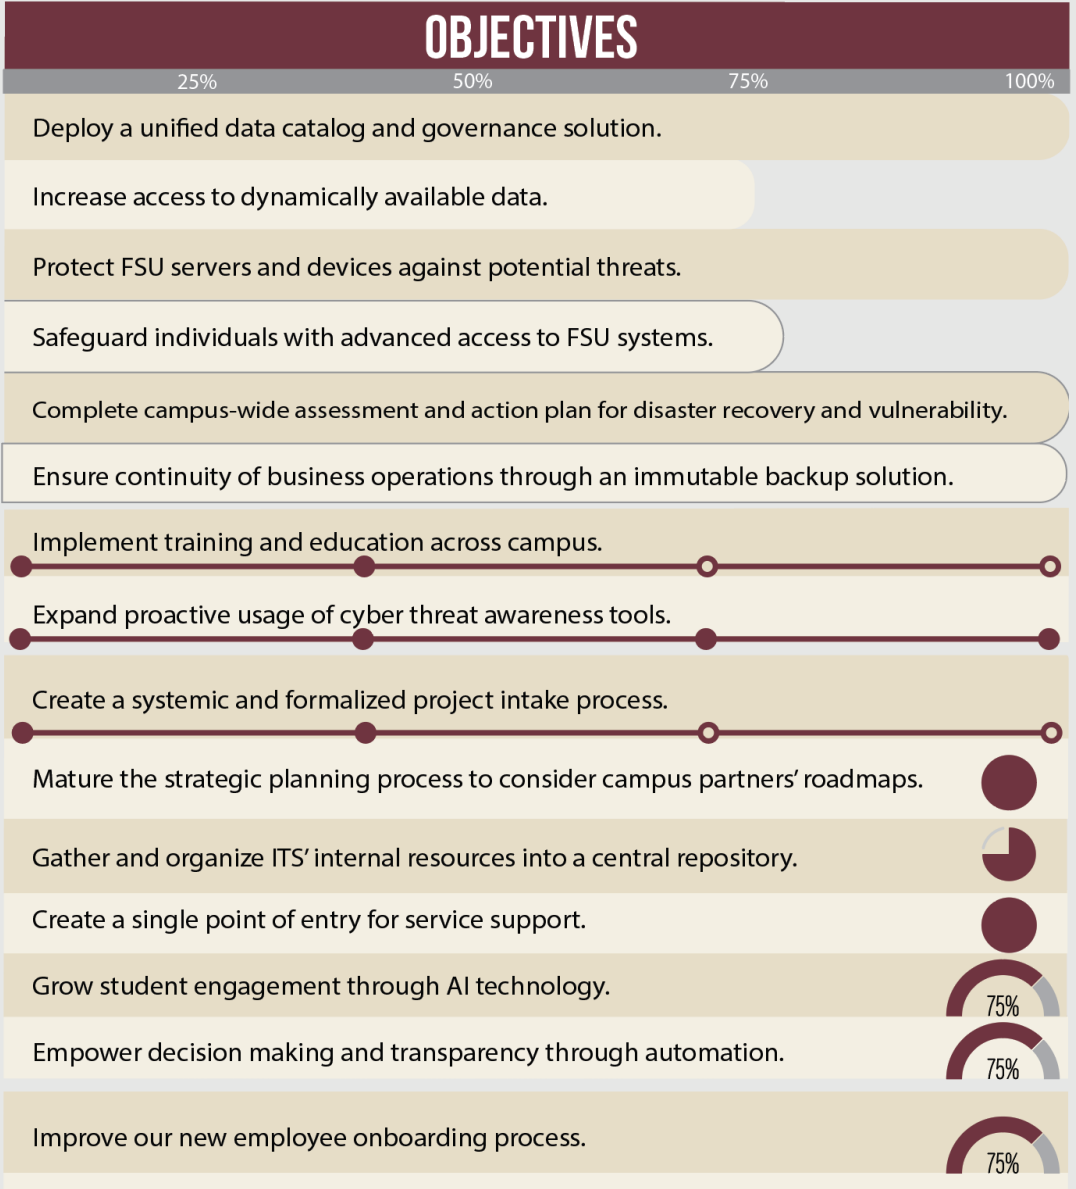 OBJECTIVES
25% 50% 75% 100%
Deploy a unified data catalog and governance solution.
Increase access to dynamically available data.
Protect FSU servers and devices against potential threats.
Safeguard individuals with advanced access to FSU systems.
Complete campus-wide assessment and action plan for disaster recovery and vulnerability.
Ensure continuity of business operations through an immutable backup solution.
Implement training and education across campus.
Expand proactive usage of cyber threat awareness tools.
Create a systemic and formalized project intake process.
Mature the strategic planning process to consider campus partners’ roadmaps.
Gather and organize ITS’ internal resources into a central repository.
Create a single point of entry for service support.
Grow student engagement through AI technology.
75%
Empower decision making and transparency through automation.
75%
Improve our new employee onboarding process.
75%